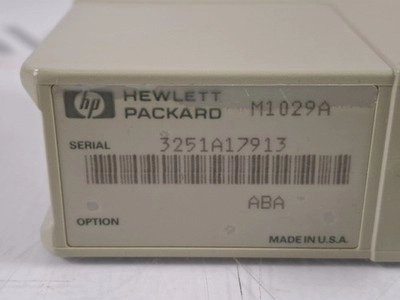 hp HEWLETT PACKARD M1029A
SERIAL 3251A17913
ABA
OPTION
MADE IN U.S.A.